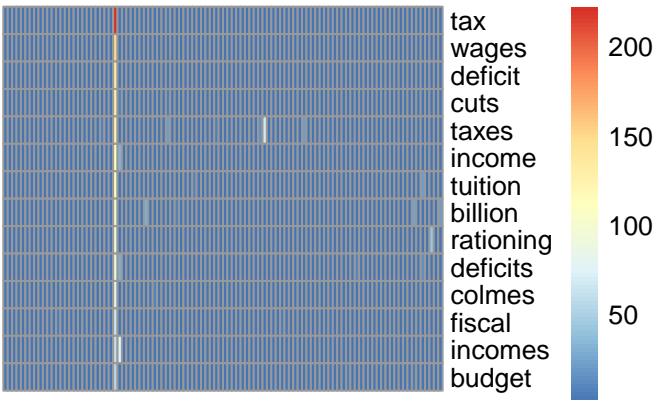 tax
wages
deficit
cuts
taxes
income
tuition
billion
rationing
deficits
colmes
fiscal
incomes
budget
200
150
100
50